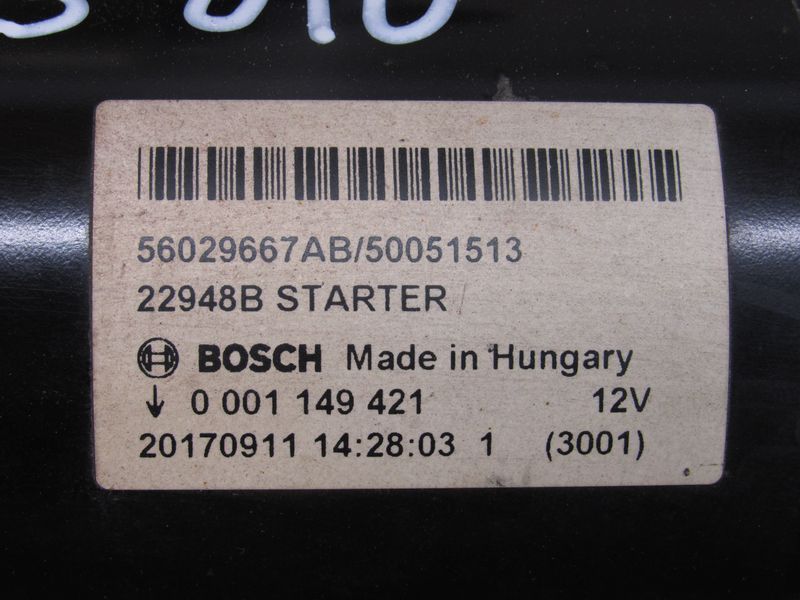 56029667AB/50051513
22948B STARTER
BOSCH Made in Hungary
↓ 0 001 149 421 12V
20170911 14:28:03 1 (3001)